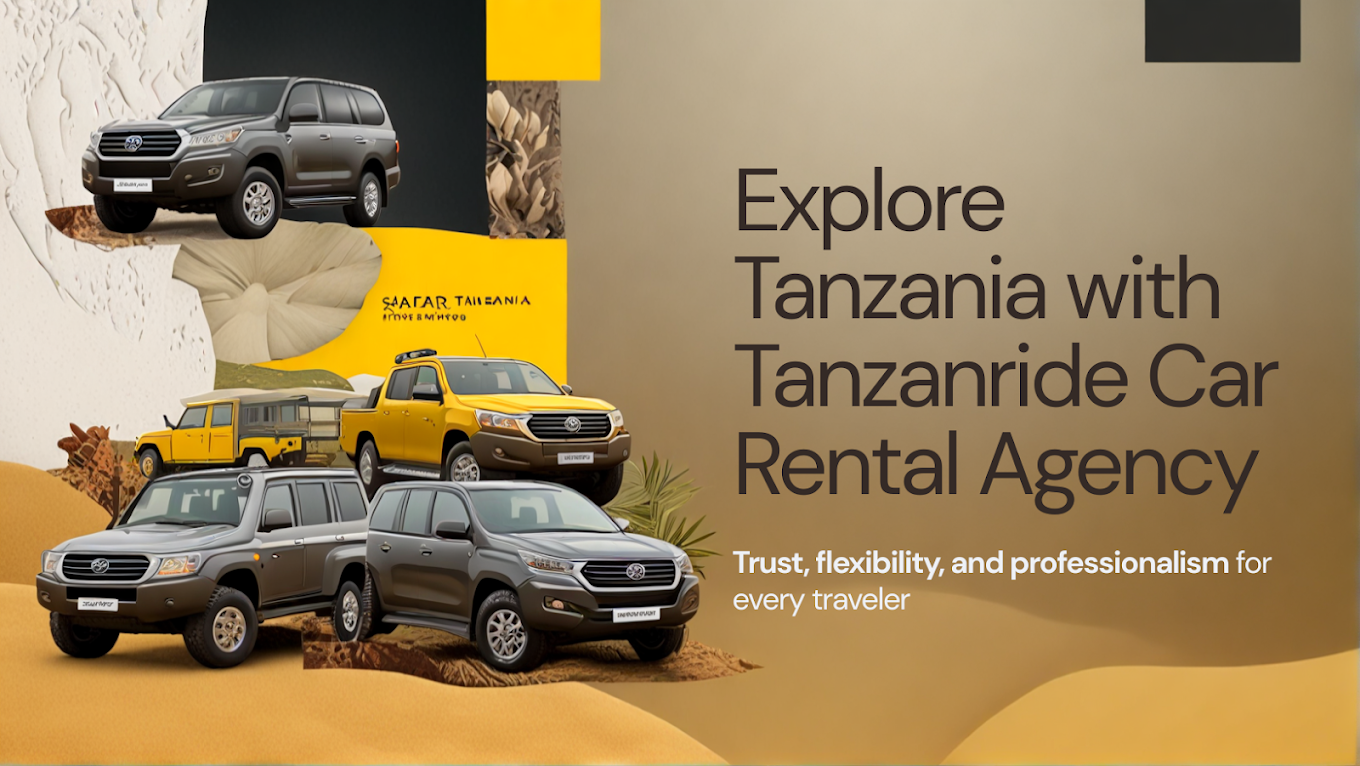 Explore
Tanzania with
Tanzanride Car
Rental Agency
Trust, flexibility, and professionalism for
every traveler